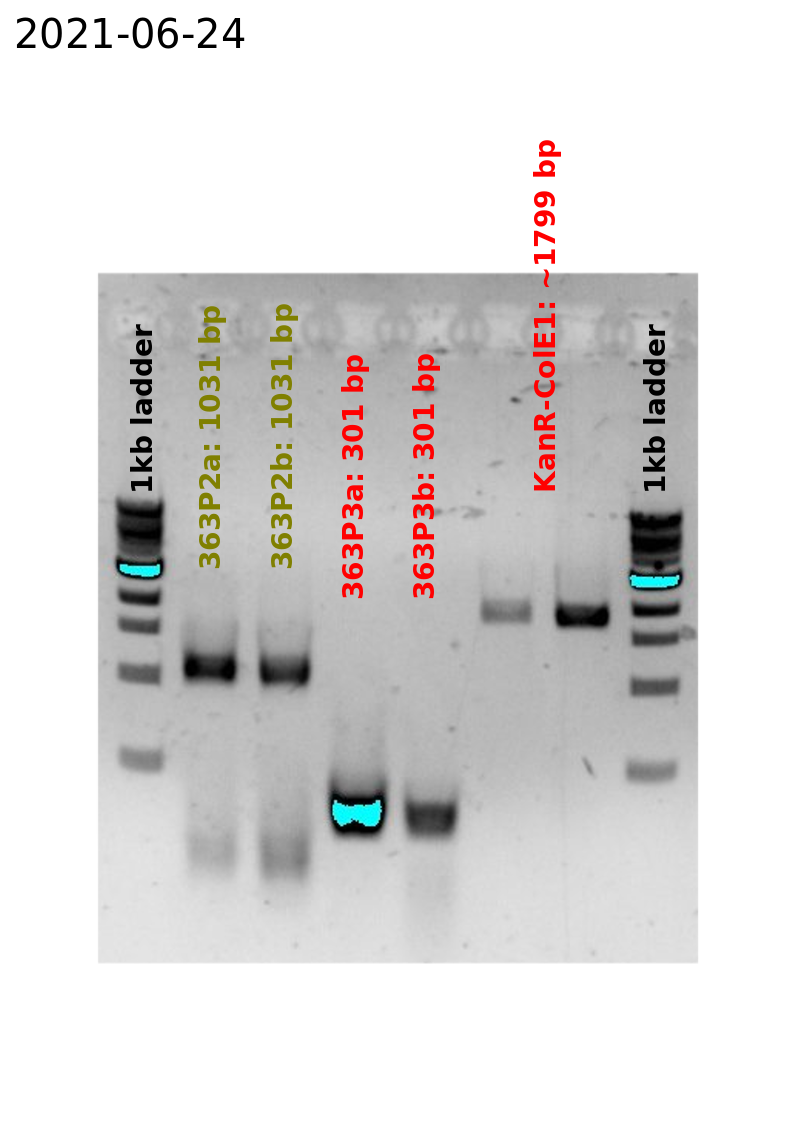 2021-06-24
1kb ladder
363P2a: 1031 bp
363P2b: 1031 bp
363P3a: 301 bp
363P3b: 301 bp
KanR-ColE1: ~1799 bp
1kb ladder